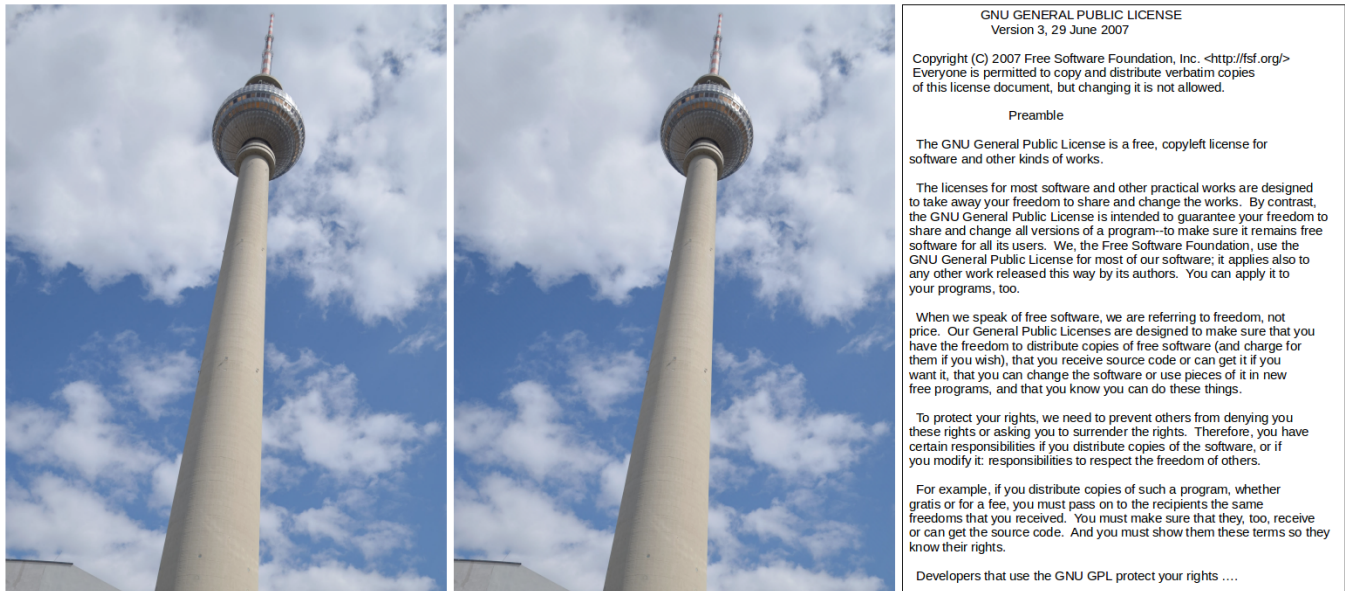 GNU GENERAL PUBLIC LICENSE
Version 3, 29 June 2007
Copyright (C) 2007 Free Software Foundation, Inc. <http://fsf.org/>
Everyone is permitted to copy and distribute verbatim copies
of this license document, but changing it is not allowed.
Preamble
The GNU General Public License is a free, copyleft license for
software and other kinds of works.
The licenses for most software and other practical works are designed
to take away your freedom to share and change the works.  By contrast,
the GNU General Public License is intended to guarantee your freedom to
share and change all versions of a program--to make sure it remains free
software for all its users.  We, the Free Software Foundation, use the
GNU General Public License for most of our software; it applies also to
any other work released this way by its authors.  You can apply it to
your programs, too.
When we speak of free software, we are referring to freedom, not
price.  Our General Public Licenses are designed to make sure that you
have the freedom to distribute copies of free software (and charge for
them if you wish), that you receive source code or can get it if you
want it, that you can change the software or use pieces of it in new
free programs, and that you know you can do these things.
To protect your rights, we need to prevent others from denying you
these rights or asking you to surrender the rights.  Therefore, you have
certain responsibilities if you distribute copies of the software, or if
you modify it: responsibilities to respect the freedom of others.
For example, if you distribute copies of such a program, whether
gratis or for a fee, you must pass on to the recipients the same
freedoms that you received.  You must make sure that they, too, receive
or can get the source code.  And you must show them these terms so they
know their rights.
Developers that use the GNU GPL protect your rights ….